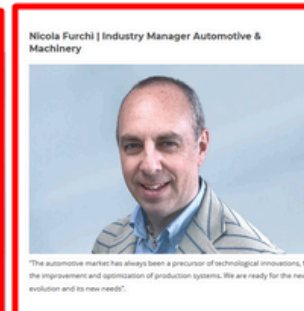 Nicola Furchì | Industry Manager Automotive &
Machinery
"The automotive market has always been a precursor of technological innovations,
the improvement and optimization of production systems. We are ready for the new
evolution and its new needs".